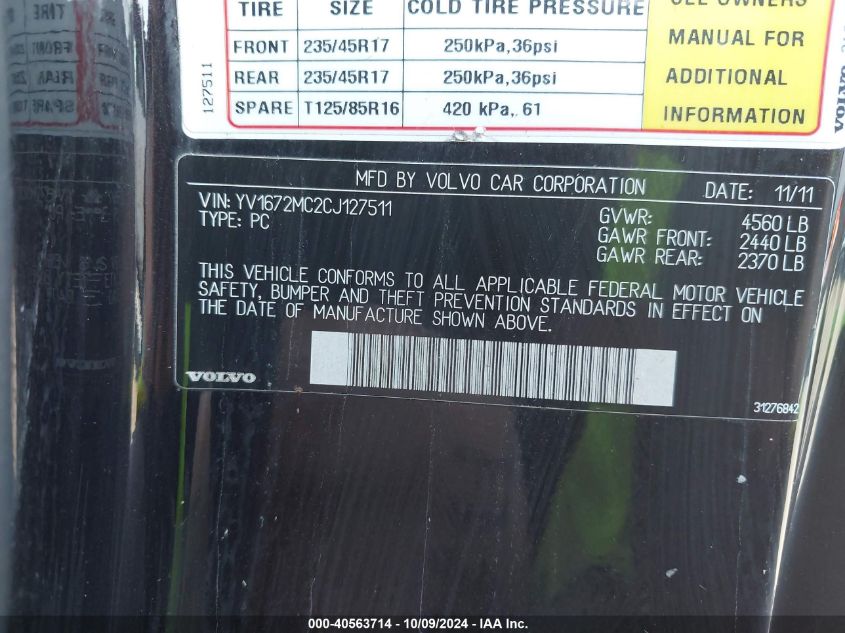 TIRE SIZE COLD TIRE PRESSURE
FRONT 235/45R17 250kPa,36psi
REAR 235/45R17 250kPa,36psi
SPARE T125/85R16 420 kPa, 61
OWNERS
MANUAL FOR
ADDITIONAL
INFORMATION
127511
VOLVO
MFD BY VOLVO CAR CORPORATION DATE: 11/11
VIN: YV1672MC2CJ127511
TYPE: PC
GVWR: 4560 LB
GAWR FRONT: 2440 LB
GAWR REAR: 2370 LB
THIS VEHICLE CONFORMS TO ALL APPLICABLE FEDERAL MOTOR VEHICLE
SAFETY, BUMPER AND THEFT PREVENTION STANDARDS IN EFFECT ON
THE DATE OF MANUFACTURE SHOWN ABOVE.
VOLVO
31276842
000-40563714 - 10/09/2024 - IAA Inc.